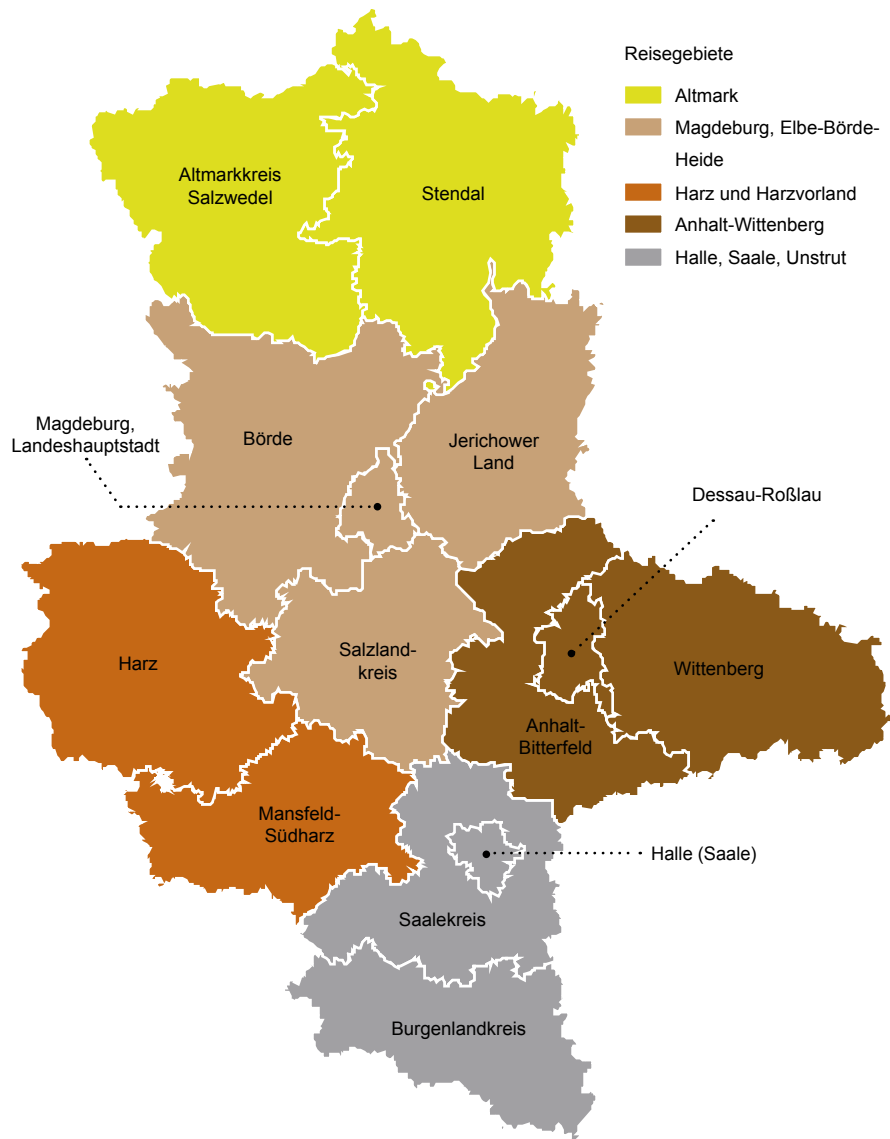 Reisegebiete
Altmark
Magdeburg, Elbe-Börde-
Heide
Harz und Harzvorland
Anhalt-Wittenberg
Halle, Saale, Unstrut
Altmarkkreis
Salzwedel
Stendal
Magdeburg,
Landeshauptstadt
Börde
Jerichower
Land
Dessau-Roßlau
Harz
Salzland-
kreis
Wittenberg
Anhalt-
Bitterfeld
Mansfeld-
Südharz
Halle (Saale)
Saalekreis
Burgenlandkreis